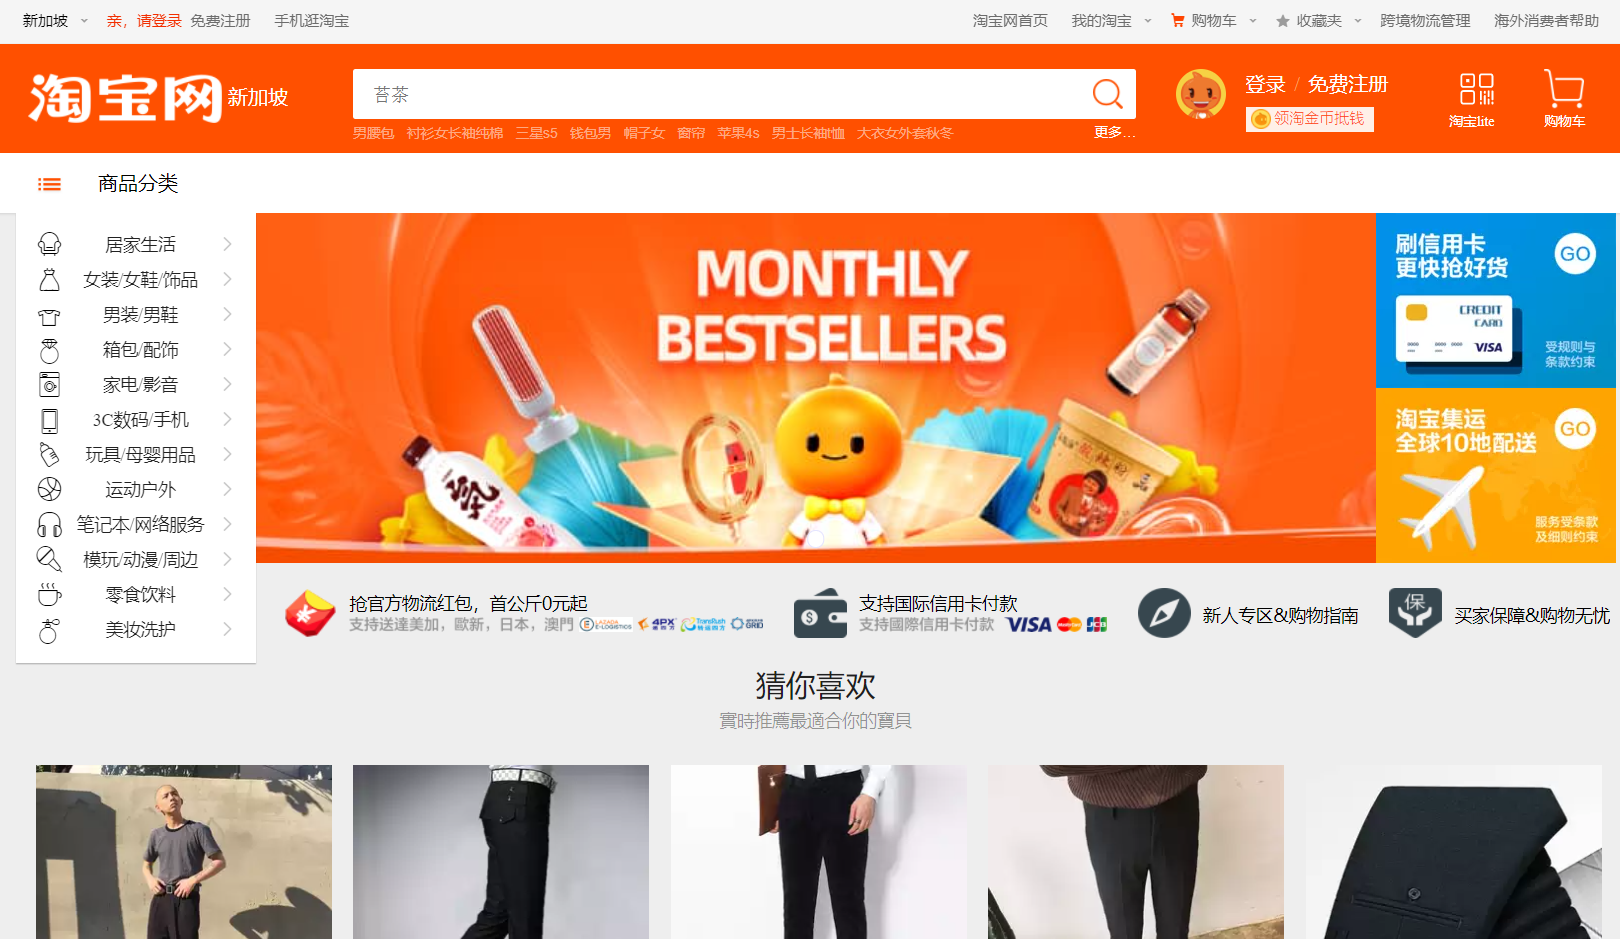 新加坡 亲，请登录 免费注册 手机逛淘宝
淘宝网首页 我的淘宝 购物车 收藏夹 跨境物流管理 海外消费者帮助
淘宝网 新加坡
苔茶
男腰包 衬衫女长袖纯棉 三星s5 钱包男 帽子女 窗帘 苹果4s 男士长袖t恤 大衣女外套秋冬
更多...
登录 / 免费注册
领淘金币抵钱
淘宝lite
购物车
商品分类
居家生活
女装/女鞋/饰品
男装/男鞋
箱包/配饰
家电/影音
3C数码/手机
玩具/母婴用品
运动户外
笔记本/网络服务
模玩/动漫/周边
零食饮料
美妆洗护
MONTHLY
BESTSELLERS
氣
刷信用卡
更快抢好货
GO
CREDIT
CARD
VISA
受规则与
条款约束
淘宝集运
全球10地配送
GO
服务受条款
及细则约束
抢官方物流红包，首公斤0元起
支持送達美加，歐新，日本，澳門 LAZADA E-LOGISTICS 4PX 递四方 TransRush 转运四方
支持国际信用卡付款
支持國際信用卡付款 VISA MasterCard JCB
新人专区&购物指南
保
买家保障&购物无忧
猜你喜欢
實時推薦最適合你的寶貝